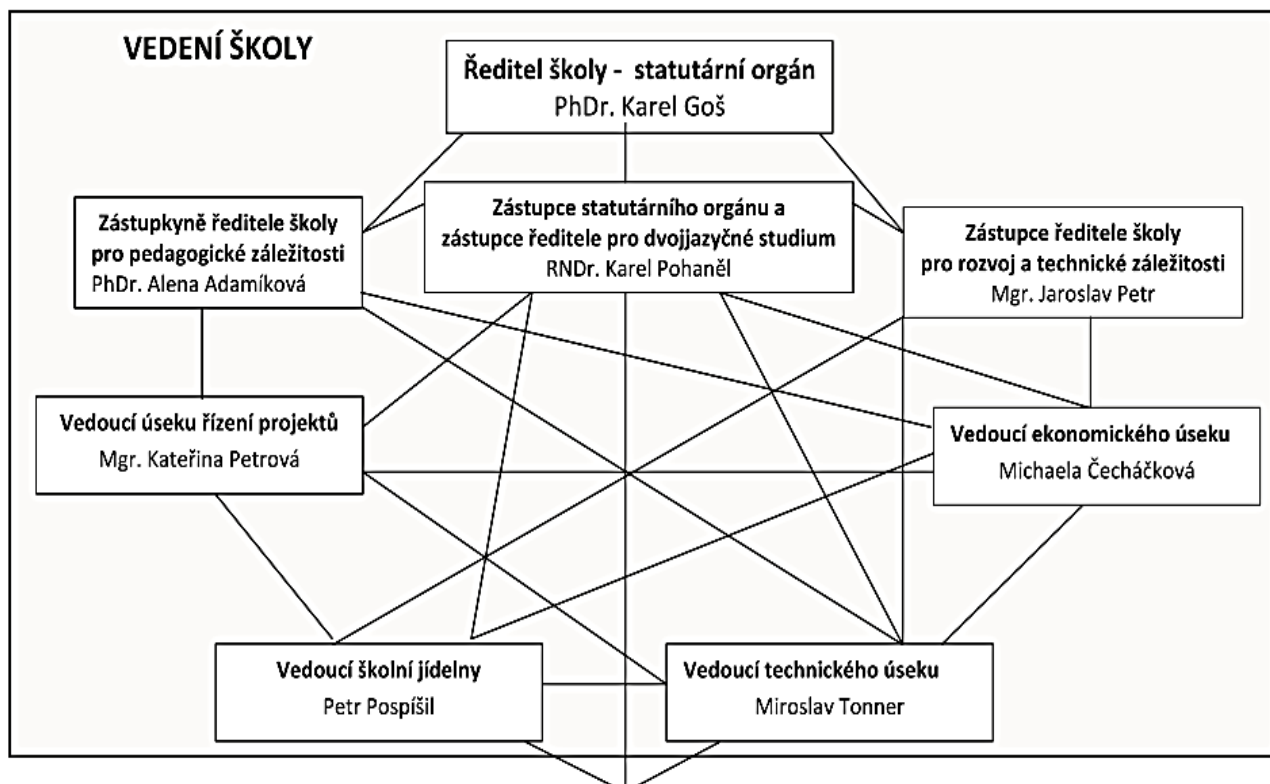 VEDENÍ ŠKOLY
Ředitel školy - statutární orgán
PhDr. Karel Goš
Zástupkyně ředitele školy
pro pedagogické záležitosti
PhDr. Alena Adamíková
Zástupce statutárního orgánu a
zástupce ředitele pro dvojjazyčné studium
RNDr. Karel Pohaněl
Zástupce ředitele školy
pro rozvoj a technické záležitosti
Mgr. Jaroslav Petr
Vedoucí úseku řízení projektů
Mgr. Kateřina Petrová
Vedoucí ekonomického úseku
Michaela Čecháčková
Vedoucí školní jídelny
Petr Pospíšil
Vedoucí technického úseku
Miroslav Tonner